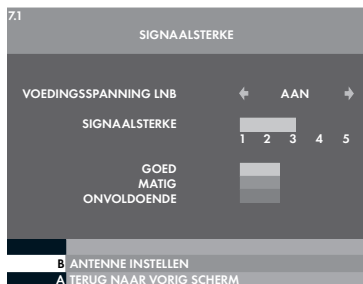 7.1
SIGNAALSTERKE
VOEDINGSSPANNING LNB AAN
SIGNAALSTERKE
1 2 3 4 5
GOED
MATIG
ONVOLDOENDE
B ANTENNE INSTELLEN
A TERUG NAAR VORIG SCHERM